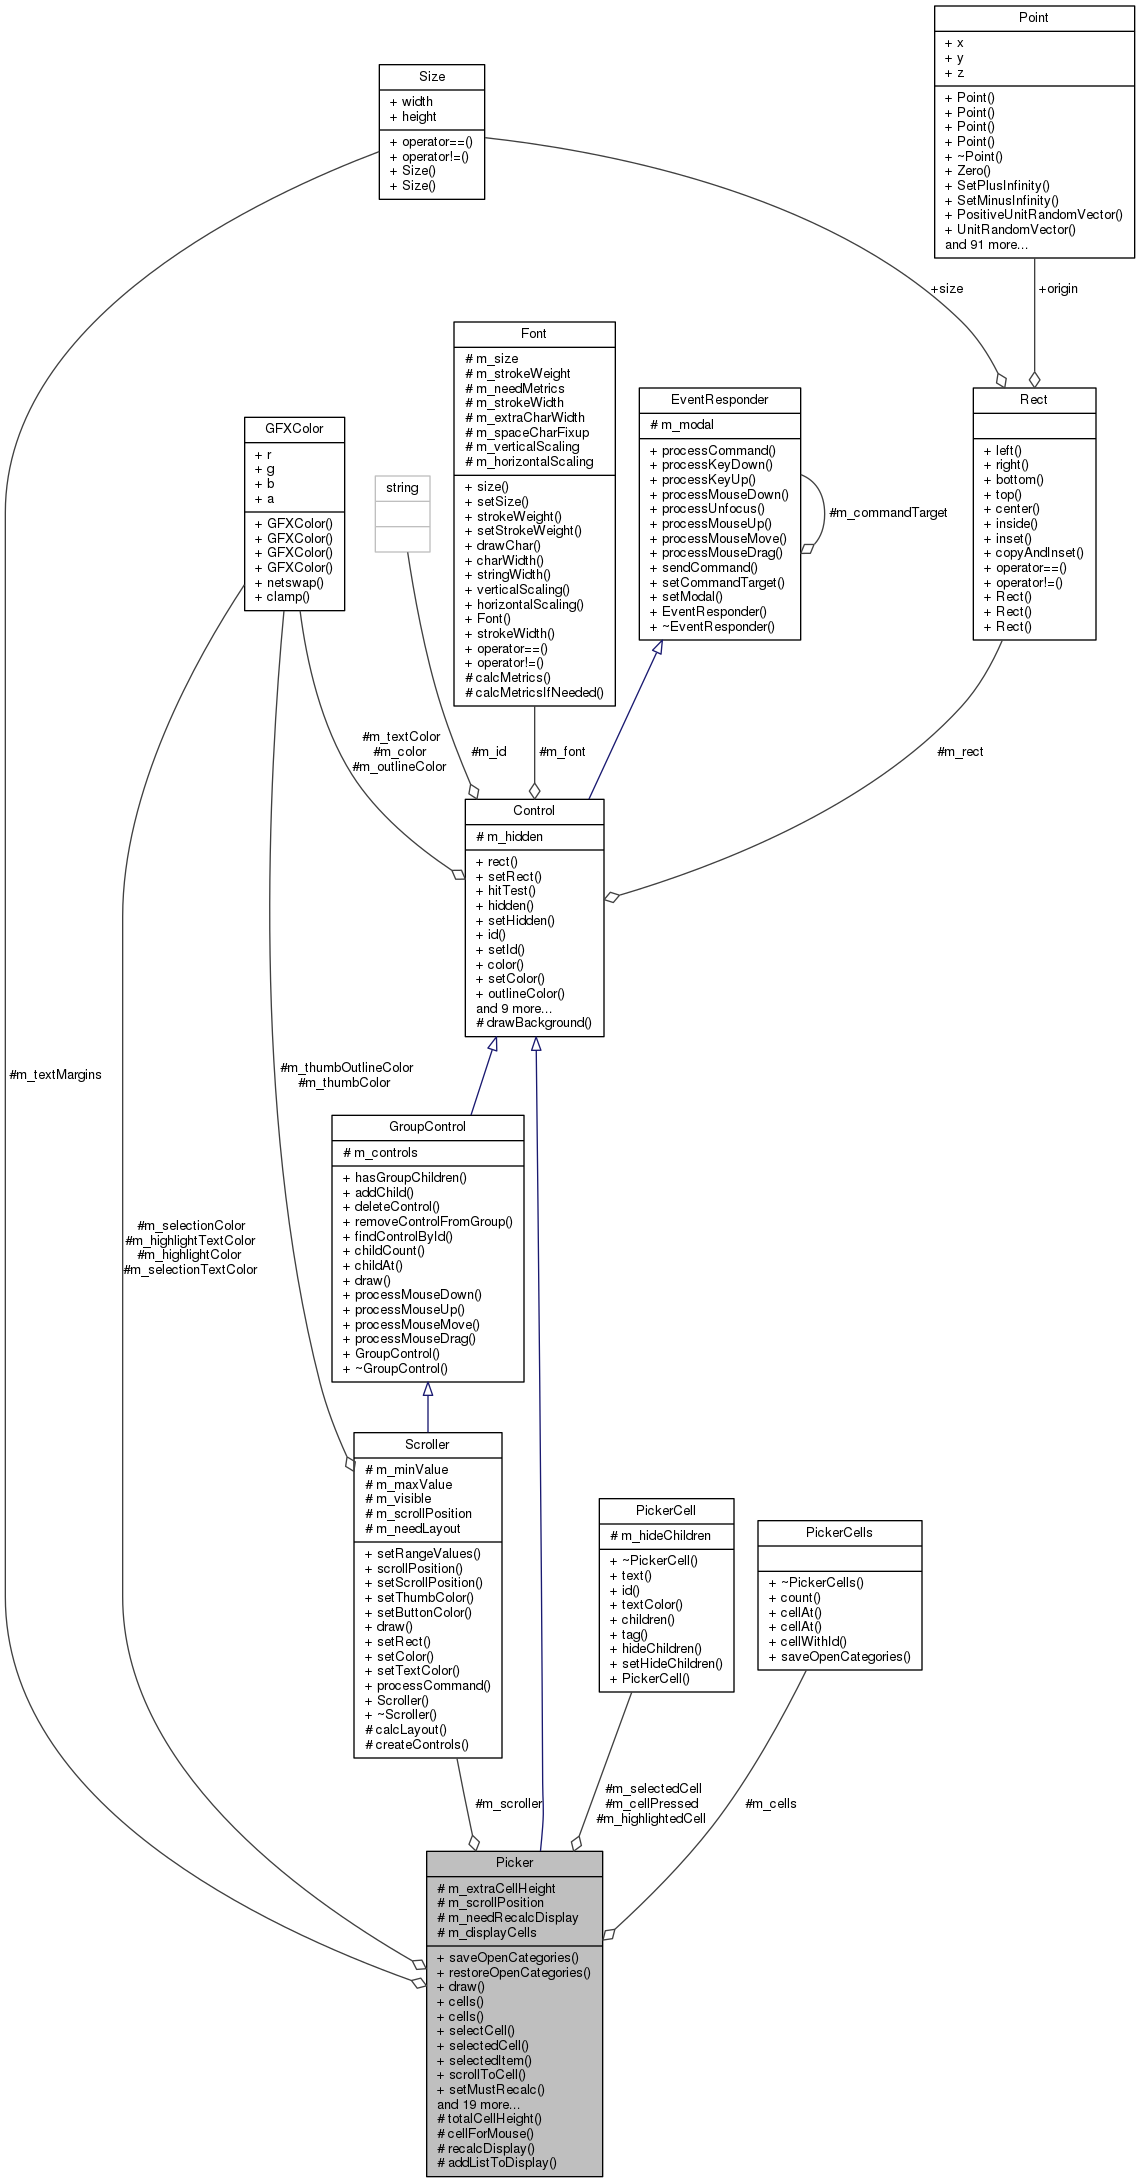 Point
+ x
+ y
+ z
+ Point()
+ Point()
+ Point()
+ Point()
+ ~Point()
+ Zero()
+ SetPlusInfinity()
+ SetMinusInfinity()
+ PositiveUnitRandomVector()
+ UnitRandomVector()
and 91 more...
Size
+ width
+ height
+ operator==()
+ operator!=()
+ Size()
+ Size()
+size
+origin
Font
# m_size
# m_strokeWeight
# m_needMetrics
# m_strokeWidth
# m_extraCharWidth
# m_spaceCharFixup
# m_verticalScaling
# m_horizontalScaling
+ size()
+ setSize()
+ strokeWeight()
+ setStrokeWeight()
+ drawChar()
+ charWidth()
+ stringWidth()
+ verticalScaling()
+ horizontalScaling()
+ Font()
+ strokeWidth()
+ operator==()
+ operator!=()
# calcMetrics()
# calcMetricsIfNeeded()
EventResponder
# m_modal
+ processCommand()
+ processKeyDown()
+ processKeyUp()
+ processMouseDown()
+ processUnfocus()
+ processMouseUp()
+ processMouseMove()
+ processMouseDrag()
+ sendCommand()
+ setCommandTarget()
+ setModal()
+ EventResponder()
+ ~EventResponder()
#m_commandTarget
Rect
+ left()
+ right()
+ bottom()
+ top()
+ center()
+ inside()
+ inset()
+ copyAndInset()
+ operator==()
+ operator!=()
+ Rect()
+ Rect()
+ Rect()
GFXColor
+ r
+ g
+ b
+ a
+ GFXColor()
+ GFXColor()
+ GFXColor()
+ GFXColor()
+ netswap()
+ clamp()
string
#m_textColor
#m_color
#m_outlineColor
#m_id
#m_font
#m_rect
Control
# m_hidden
+ rect()
+ setRect()
+ hitTest()
+ hidden()
+ setHidden()
+ id()
+ setId()
+ color()
+ setColor()
+ outlineColor()
and 9 more...
# drawBackground()
#m_textMargins
#m_thumbOutlineColor
#m_thumbColor
GroupControl
# m_controls
+ hasGroupChildren()
+ addChild()
+ deleteControl()
+ removeControlFromGroup()
+ findControlById()
+ childCount()
+ childAt()
+ draw()
+ processMouseDown()
+ processMouseUp()
+ processMouseMove()
+ processMouseDrag()
+ GroupControl()
+ ~GroupControl()
#m_selectionColor
#m_highlightTextColor
#m_highlightColor
#m_selectionTextColor
Scroller
# m_minValue
# m_maxValue
# m_visible
# m_scrollPosition
# m_needLayout
+ setRangeValues()
+ scrollPosition()
+ setScrollPosition()
+ setThumbColor()
+ setButtonColor()
+ draw()
+ setRect()
+ setColor()
+ setTextColor()
+ processCommand()
+ Scroller()
+ ~Scroller()
# calcLayout()
# createControls()
PickerCell
# m_hideChildren
+ ~PickerCell()
+ text()
+ id()
+ textColor()
+ children()
+ tag()
+ hideChildren()
+ setHideChildren()
+ PickerCell()
PickerCells
+ ~PickerCells()
+ count()
+ cellAt()
+ cellAt()
+ cellWithId()
+ saveOpenCategories()
#m_scroller
#m_selectedCell
#m_cellPressed
#m_highlightedCell
#m_cells
Picker
# m_extraCellHeight
# m_scrollPosition
# m_needRecalcDisplay
# m_displayCells
+ saveOpenCategories()
+ restoreOpenCategories()
+ draw()
+ cells()
+ cells()
+ selectCell()
+ selectedCell()
+ selectedItem()
+ scrollToCell()
+ setMustRecalc()
and 19 more...
# totalCellHeight()
# cellForMouse()
# recalcDisplay()
# addListToDisplay()